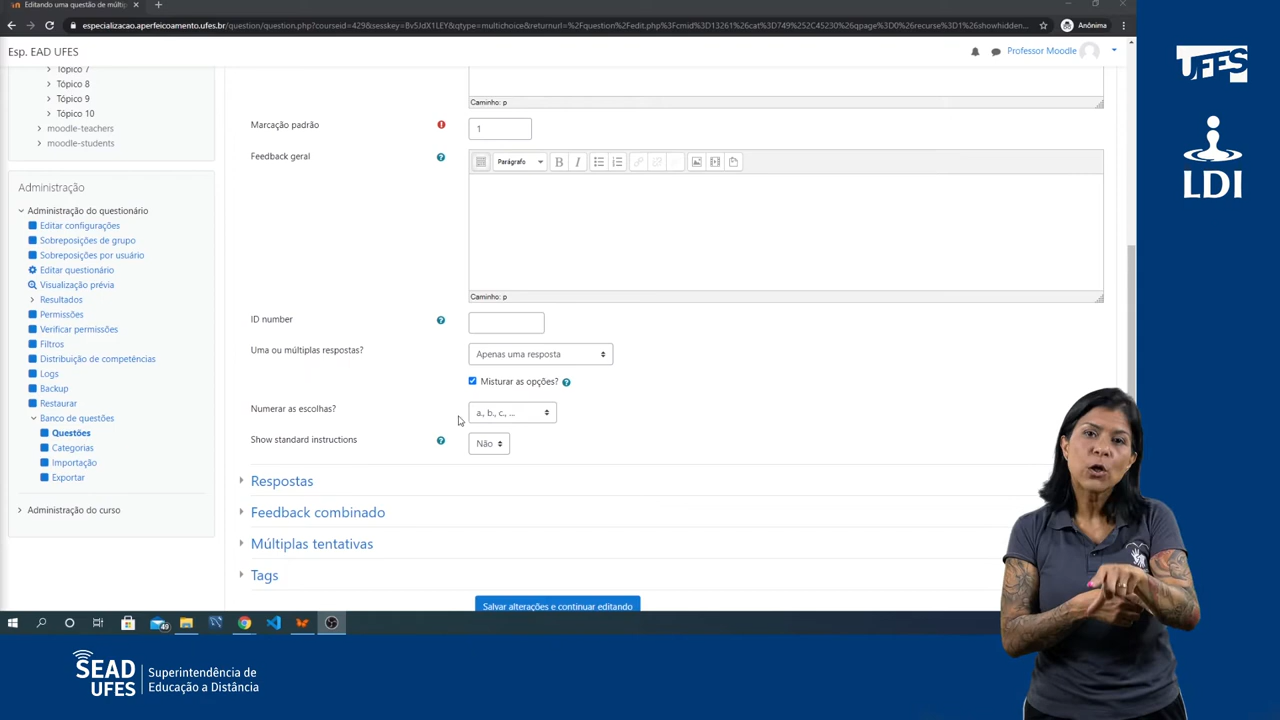 Editando uma questão de múltip
especializacao.aperfeicoamento.ufes.br/question/question.php?courseid=429&sesskey=Bv5JdX1LEY&qtype=multichoice&returnurl=%2Fquestion%2Fedit.php%3Fcmid%3D13261%26cat%3D749%252C45230%26qpage%3D0%26recurse%3D1%26showhidden...
Anônima
Esp. EAD UFES
Professor Moodle
UFES
LDI
Tópico 7
Tópico 8
Tópico 9
Tópico 10
moodle-teachers
moodle-students
Administração
Administração do questionário
Editar configurações
Sobreposições de grupo
Sobreposições por usuário
Editar questionário
Visualização prévia
Resultados
Permissões
Verificar permissões
Filtros
Distribuição de competências
Logs
Backup
Restaurar
Banco de questões
Questões
Categorias
Importação
Exportar
Administração do curso
Caminho: p
Marcação padrão
1
Feedback geral
Parágrafo
B I
Caminho: p
ID number
Uma ou múltiplas respostas?
Apenas uma resposta
Misturar as opções?
Numerar as escolhas?
a., b., c., ...
Show standard instructions
Não
Respostas
Feedback combinado
Múltiplas tentativas
Tags
Salvar alterações e continuar editando
49
SEAD
UFES
Superintendência de
Educação a Distância